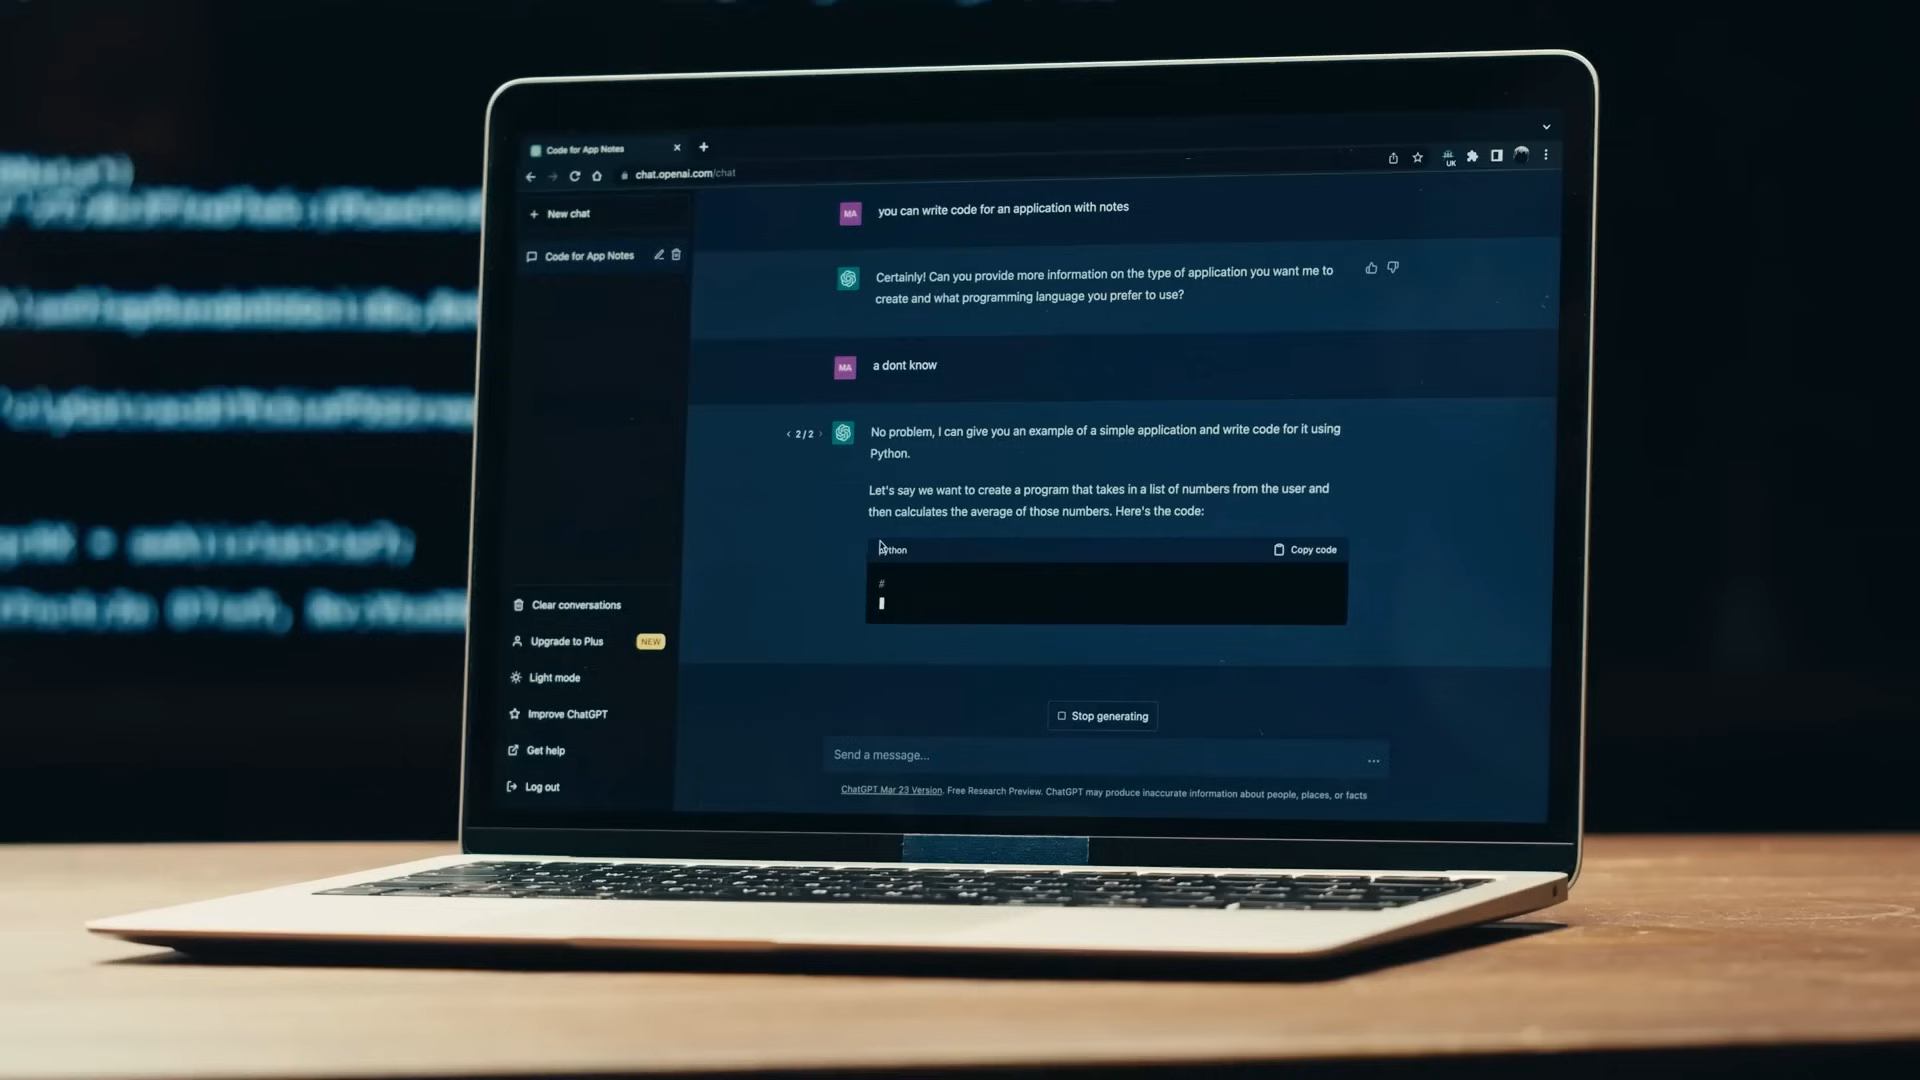 Code for App Notes
chat.openai.com/chat
UK
New chat
Code for App Notes
MA
you can write code for an application with notes
Certainly! Can you provide more information on the type of application you want me to
create and what programming language you prefer to use?
MA
a dont know
2/2
No problem, I can give you an example of a simple application and write code for it using
Python.
Let's say we want to create a program that takes in a list of numbers from the user and
then calculates the average of those numbers. Here's the code:
python
Copy code
#
Clear conversations
Upgrade to Plus
NEW
Light mode
Improve ChatGPT
Get help
Log out
Stop generating
Send a message...
ChatGPT Mar 23 Version. Free Research Preview. ChatGPT may produce inaccurate information about people, places, or facts